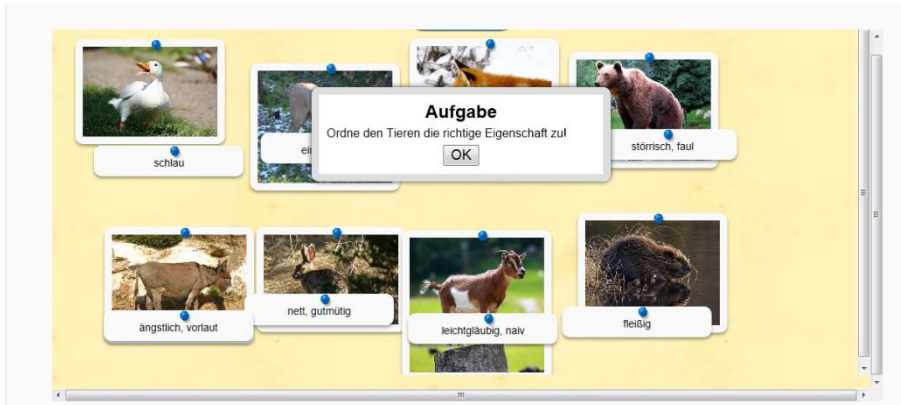 Aufgabe
Ordne den Tieren die richtige Eigenschaft zu!
OK
schlau
störrisch, faul
ängstlich, vorlaut
nett, gutmütig
leichtgläubig, naiv
fleißig